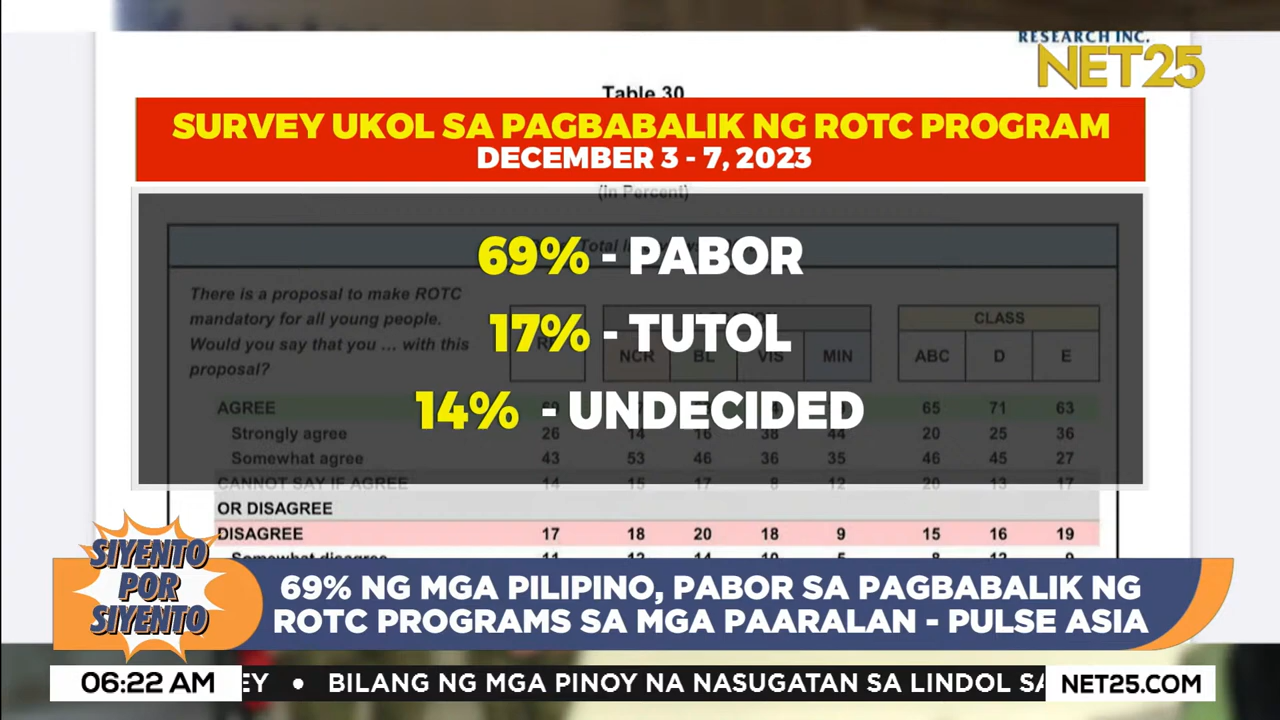 RESEARCH INC.
NET25
Table 30
SURVEY UKOL SA PAGBABALIK NG ROTC PROGRAM
DECEMBER 3 - 7, 2023
(In Percent)
69% - PABOR
17% - TUTOL
14% - UNDECIDED
There is a proposal to make ROTC
mandatory for all young people.
Would you say that you ... with this
proposal?
CLASS
NCR BL VIS MIN ABC D E
AGREE 69 65 71 63
Strongly agree 26 14 16 38 44 20 25 36
Somewhat agree 43 53 46 36 35 46 45 27
CANNOT SAY IF AGREE 14 15 17 8 12 20 13 17
OR DISAGREE
DISAGREE 17 18 20 18 9 15 16 19
Somewhat disagree
SIYENTO
POR
SIYENTO
69% NG MGA PILIPINO, PABOR SA PAGBABALIK NG
ROTC PROGRAMS SA MGA PAARALAN - PULSE ASIA
06:22 AM EY • BILANG NG MGA PINOY NA NASUGATAN SA LINDOL SA NET25.COM